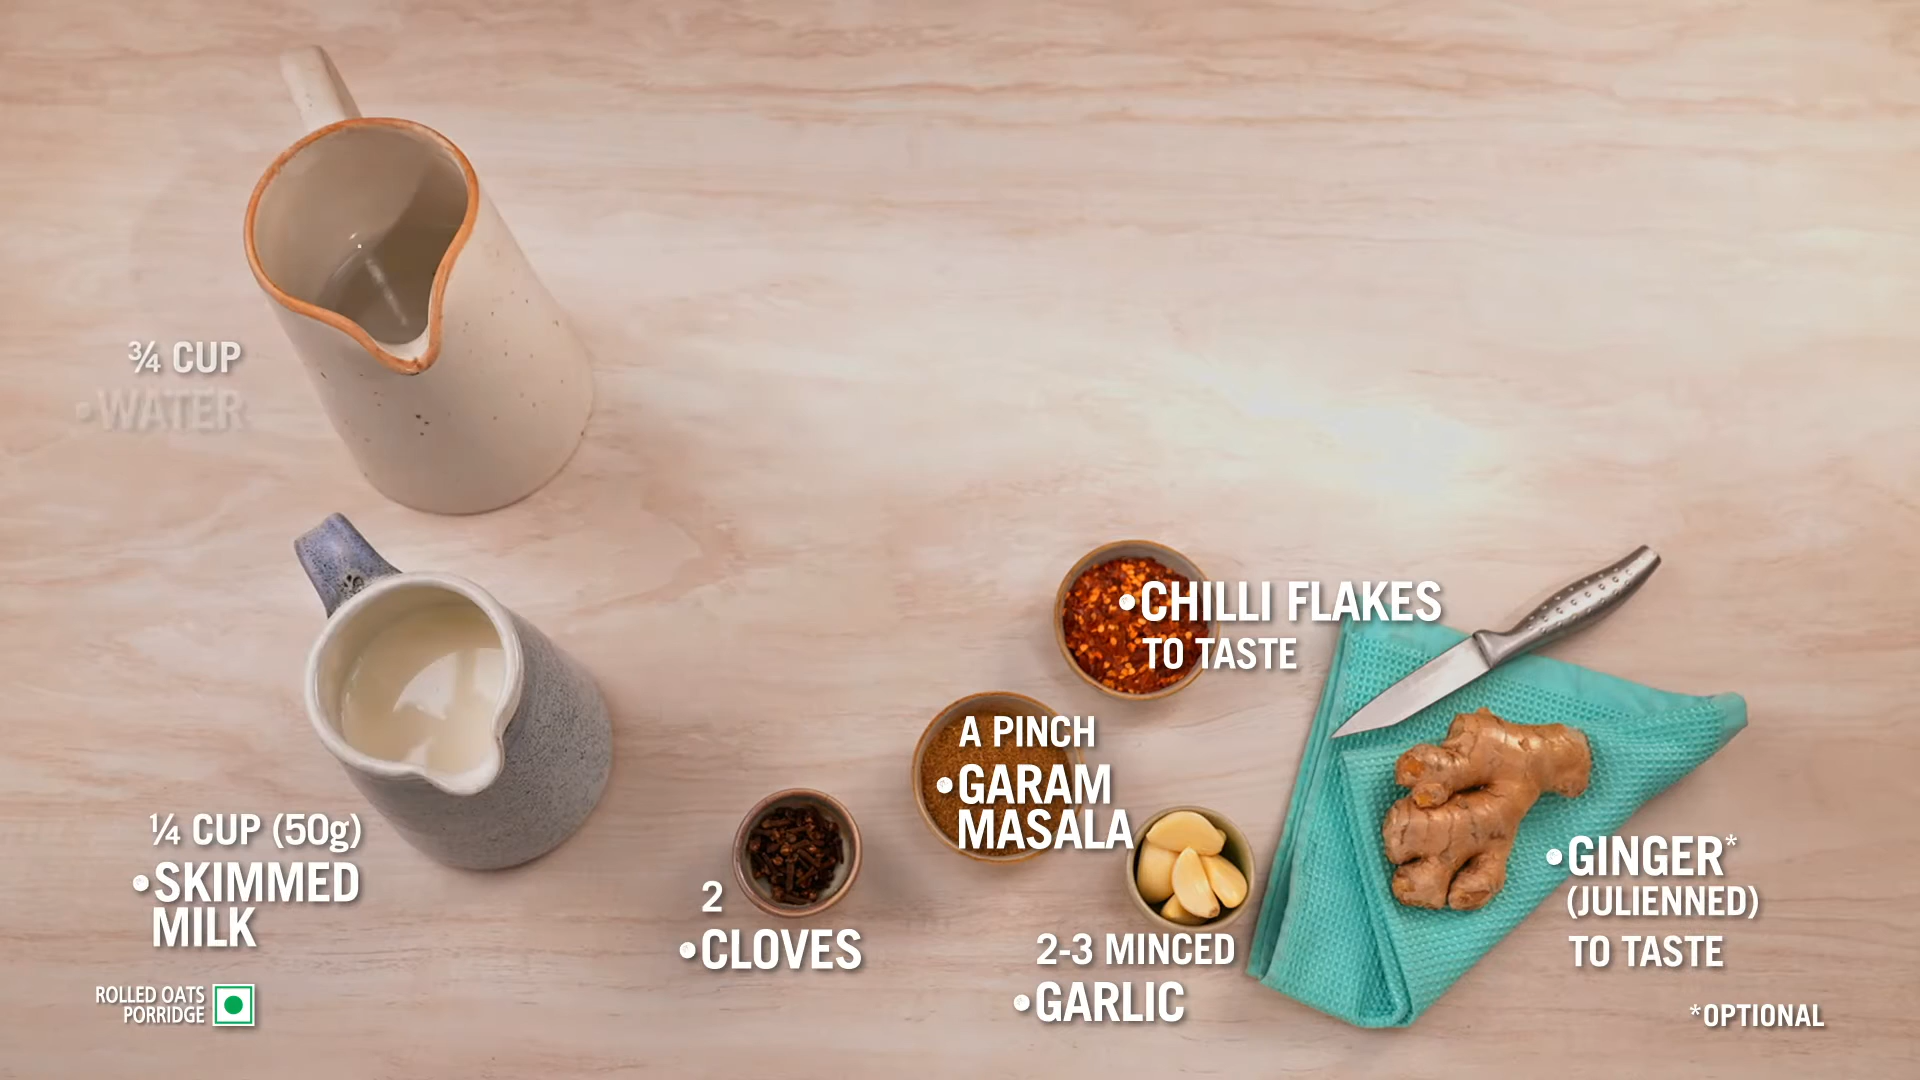 ¾ CUP
•WATER
•CHILLI FLAKES
TO TASTE
A PINCH
•GARAM
MASALA
¼ CUP (50g)
•SKIMMED
MILK
2
•CLOVES
2-3 MINCED
•GARLIC
•GINGER*
(JULIENNED)
TO TASTE
ROLLED OATS
PORRIDGE
*OPTIONAL